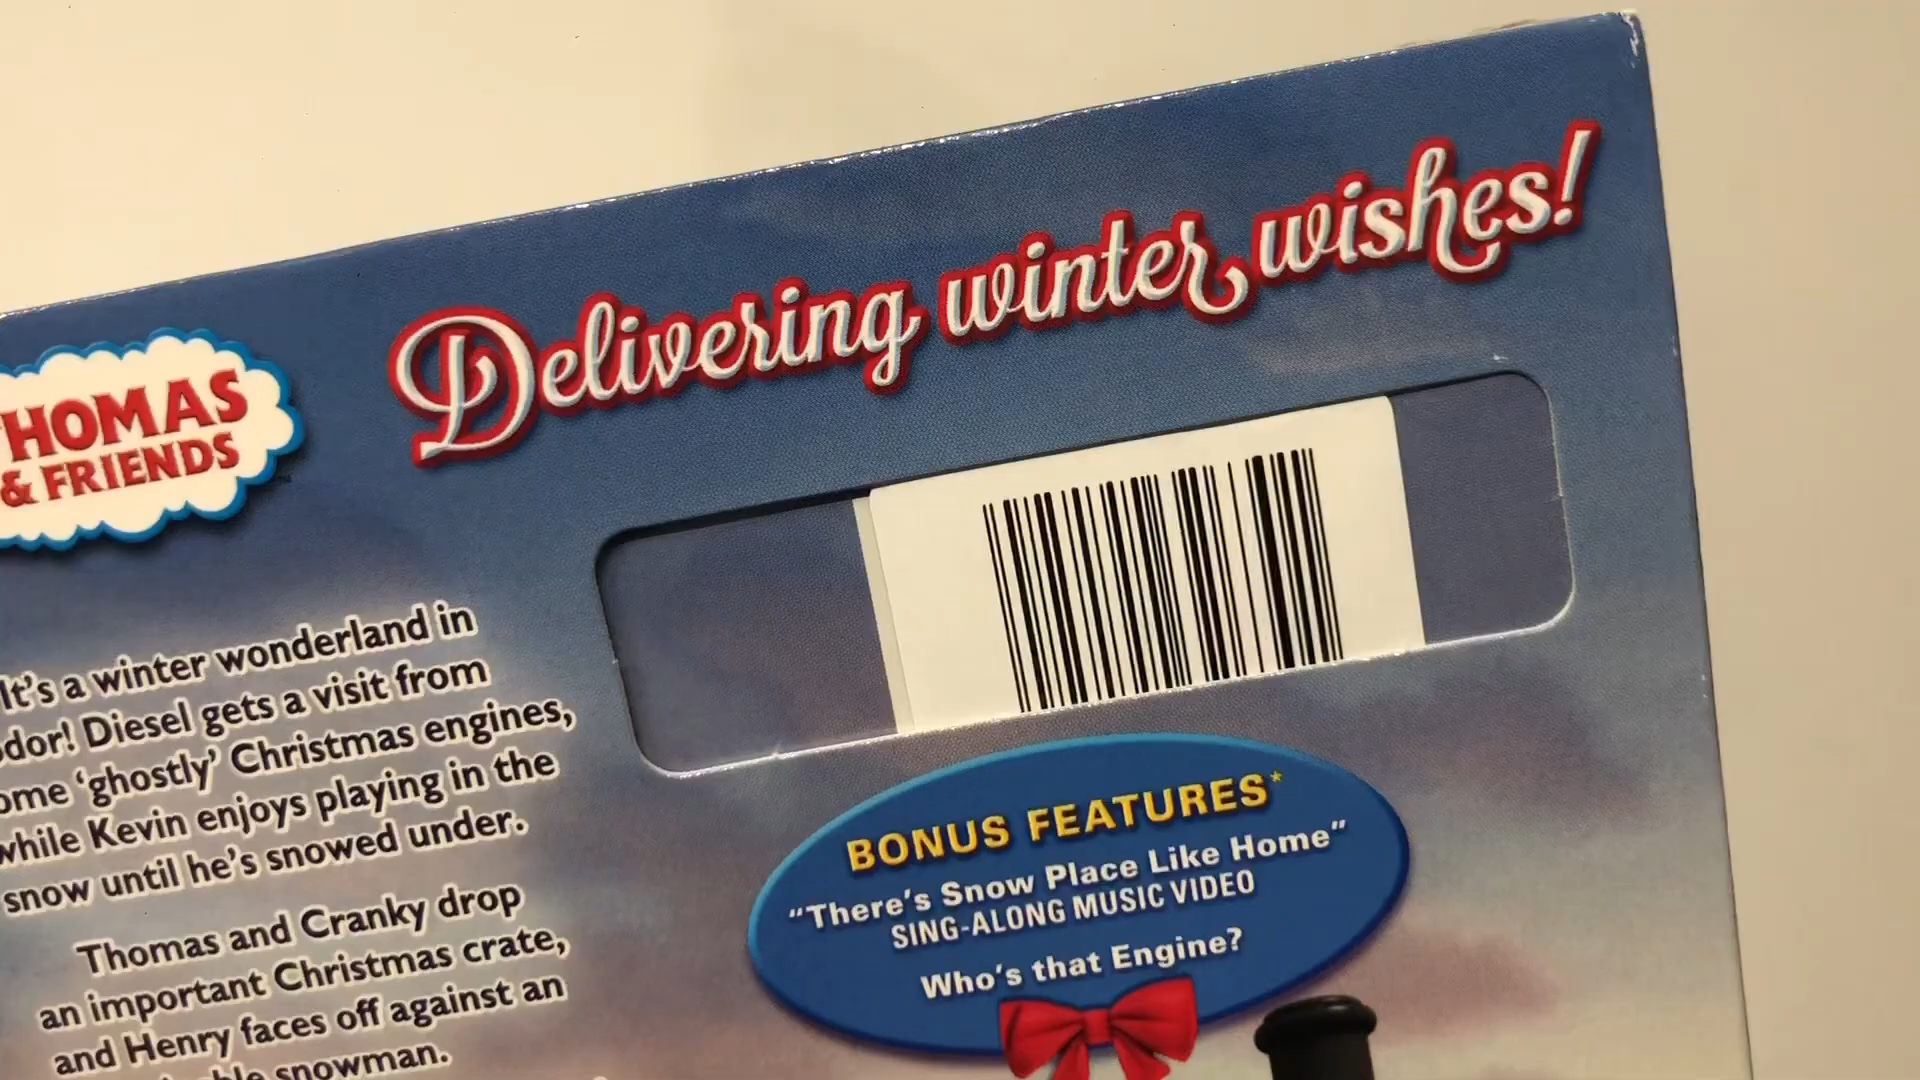 Delivering winter wishes!
THOMAS
& FRIENDS
It's a winter wonderland in
odor! Diesel gets a visit from
ome 'ghostly' Christmas engines,
while Kevin enjoys playing in the
snow until he's snowed under.
Thomas and Cranky drop
an important Christmas crate,
and Henry faces off against an
snowman.
BONUS FEATURES*
"There's Snow Place Like Home"
SING-ALONG MUSIC VIDEO
Who's that Engine?